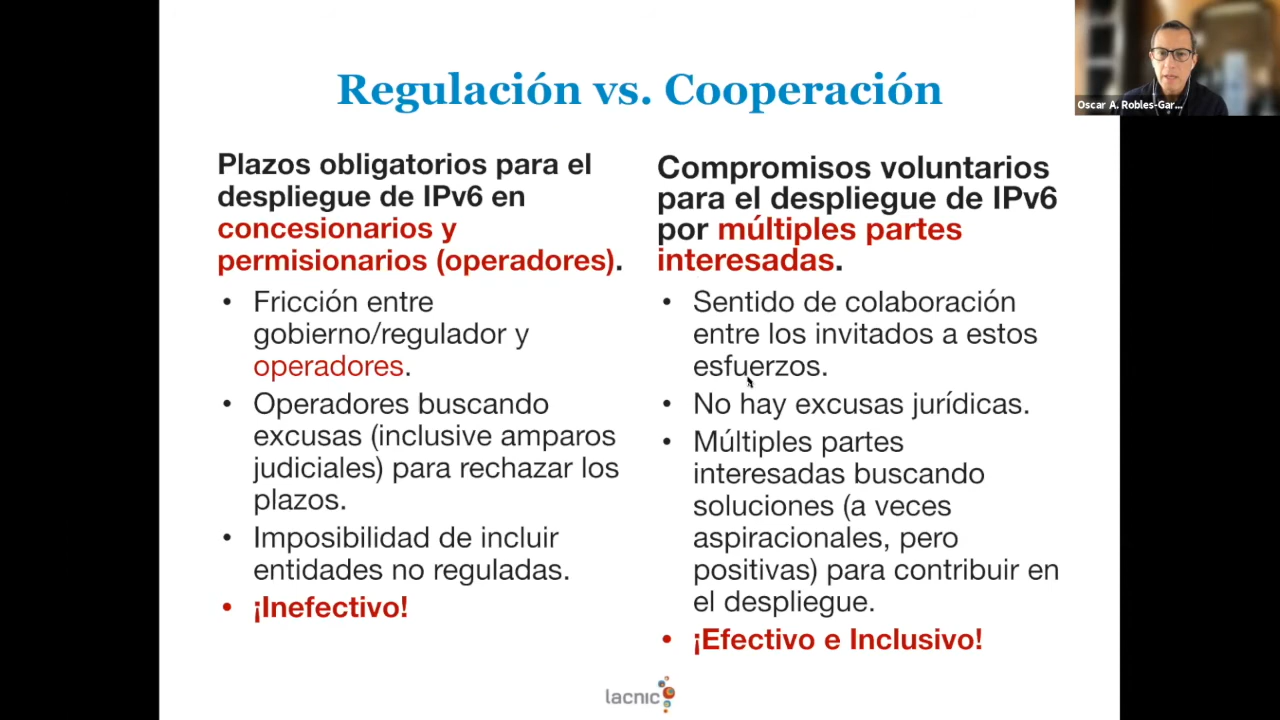 Regulación vs. Cooperación
Plazos obligatorios para el
despliegue de IPv6 en
concesionarios y
permisionarios (operadores).
• Fricción entre
gobierno/regulador y
operadores.
• Operadores buscando
excusas (inclusive amparos
judiciales) para rechazar los
plazos.
• Imposibilidad de incluir
entidades no reguladas.
• ¡Inefectivo!
Compromisos voluntarios
para el despliegue de IPv6
por múltiples partes
interesadas.
• Sentido de colaboración
entre los invitados a estos
esfuerzos.
• No hay excusas jurídicas.
• Múltiples partes
interesadas buscando
soluciones (a veces
aspiracionales, pero
positivas) para contribuir en
el despliegue.
• ¡Efectivo e Inclusivo!
lacnic
Oscar A. Robles-Gar...